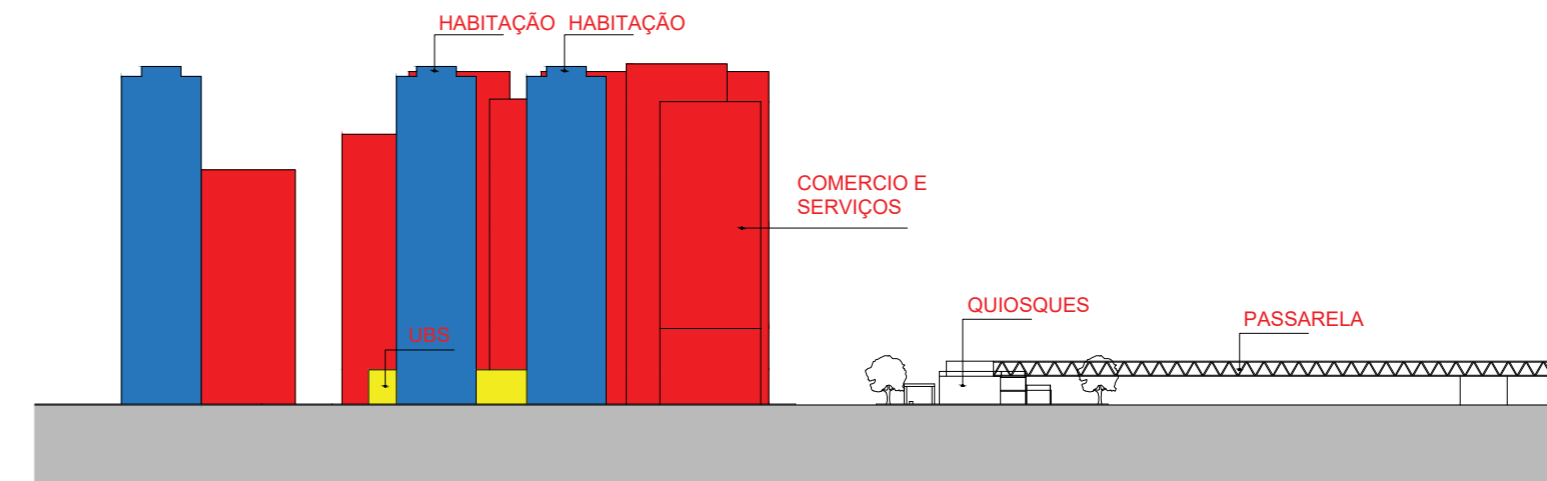 HABITAÇÃO HABITAÇÃO
COMERCIO E
SERVIÇOS
QUIOSQUES
PASSARELA
UBS